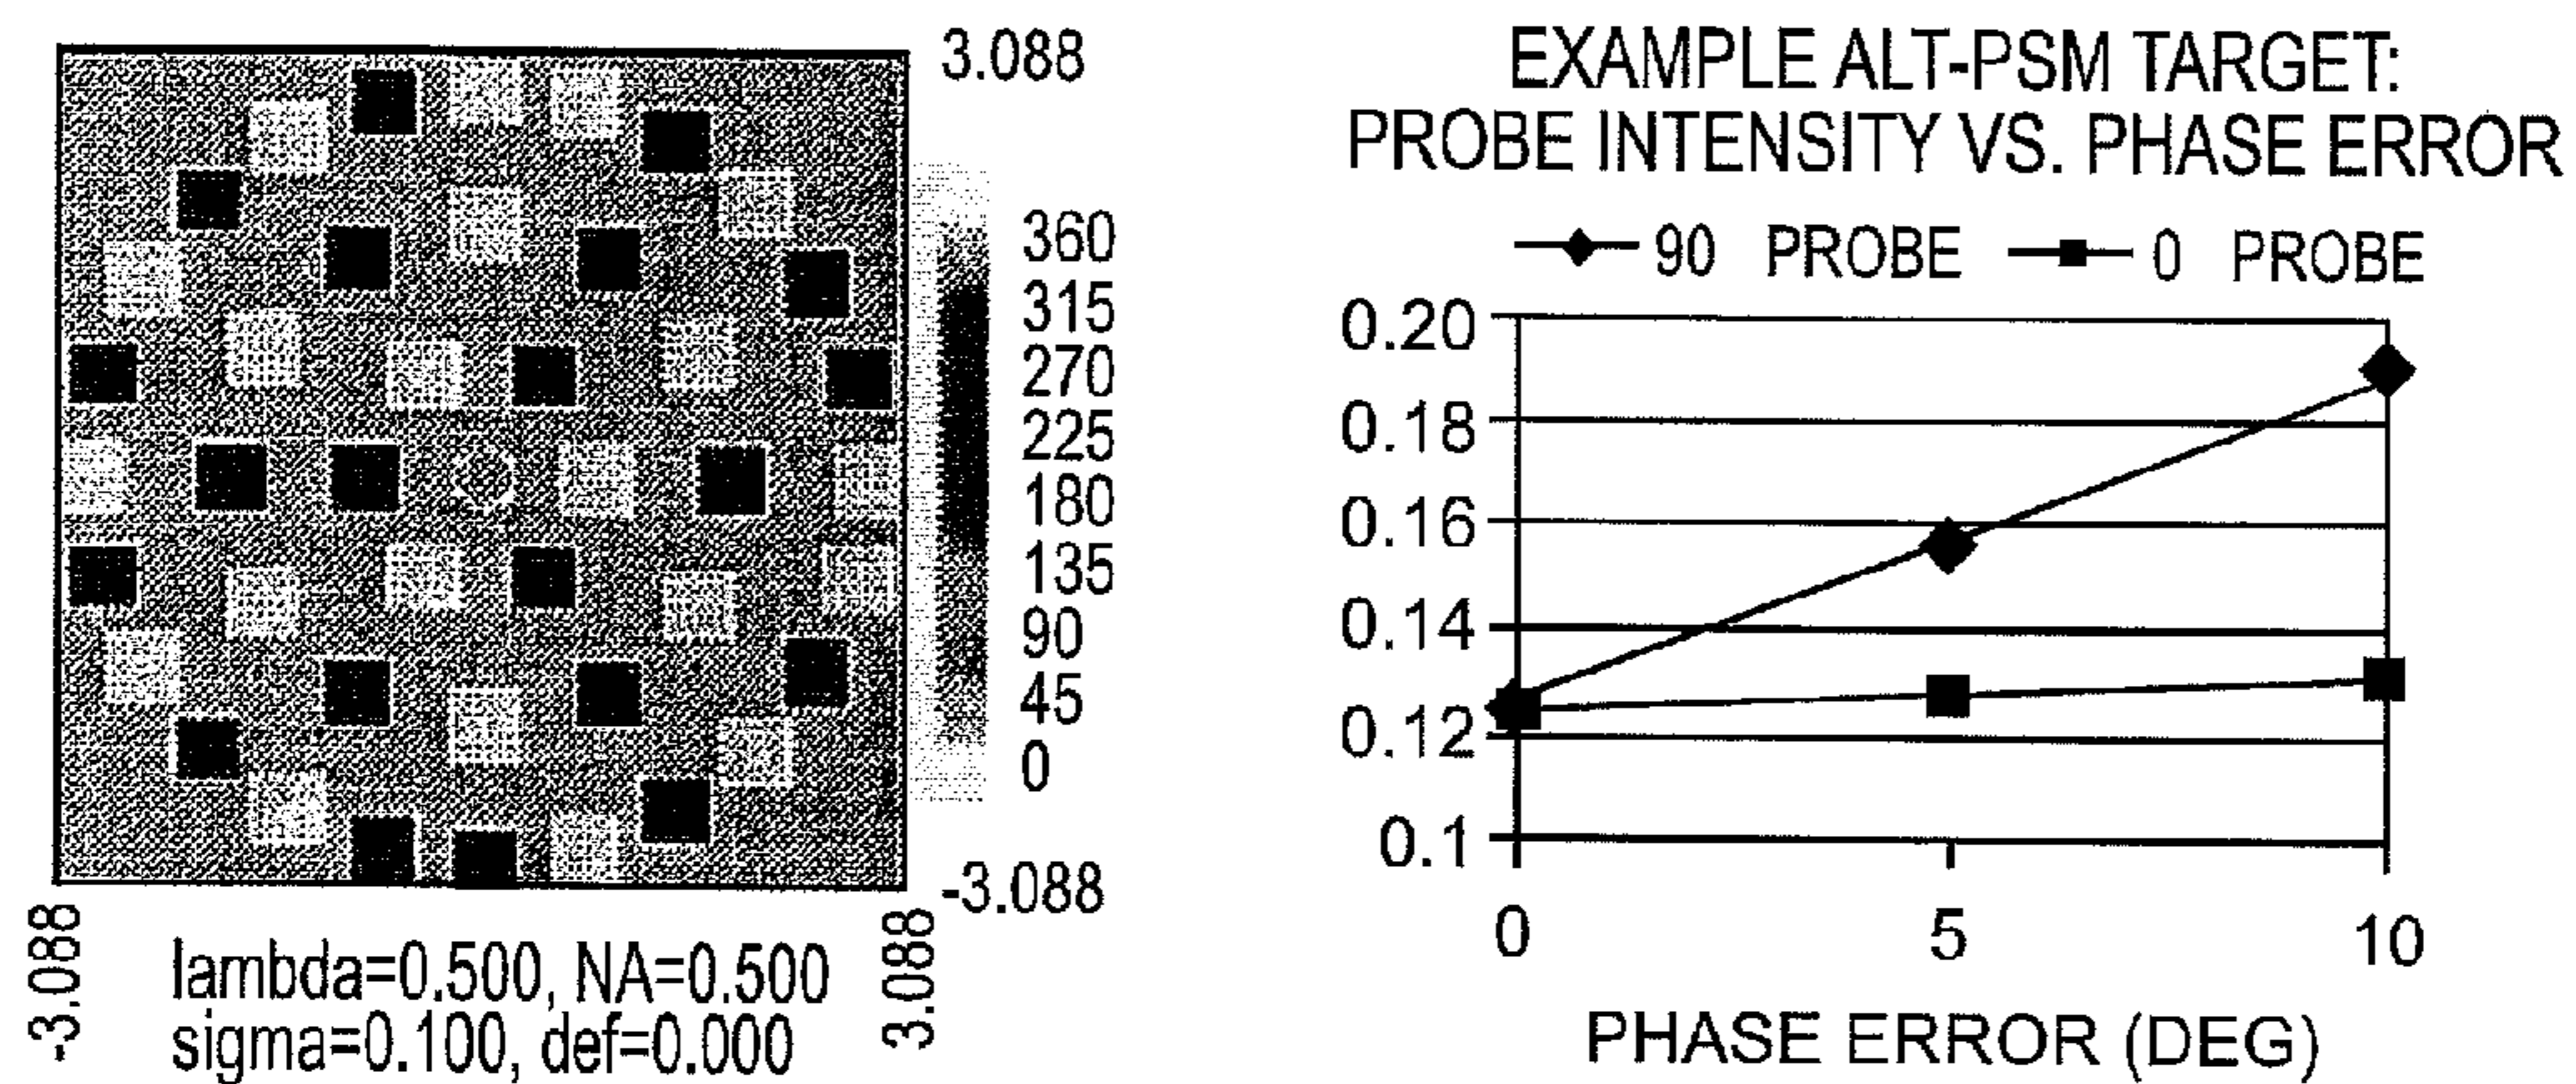 3.088
360
315
270
225
180
135
90
45
0
-3.088
-3.088
3.088
lambda=0.500, NA=0.500
sigma=0.100, def=0.000
EXAMPLE ALT-PSM TARGET:
PROBE INTENSITY VS. PHASE ERROR
90 PROBE 0 PROBE
0.20
0.18
0.16
0.14
0.12
0.1
0 5 10
PHASE ERROR (DEG)